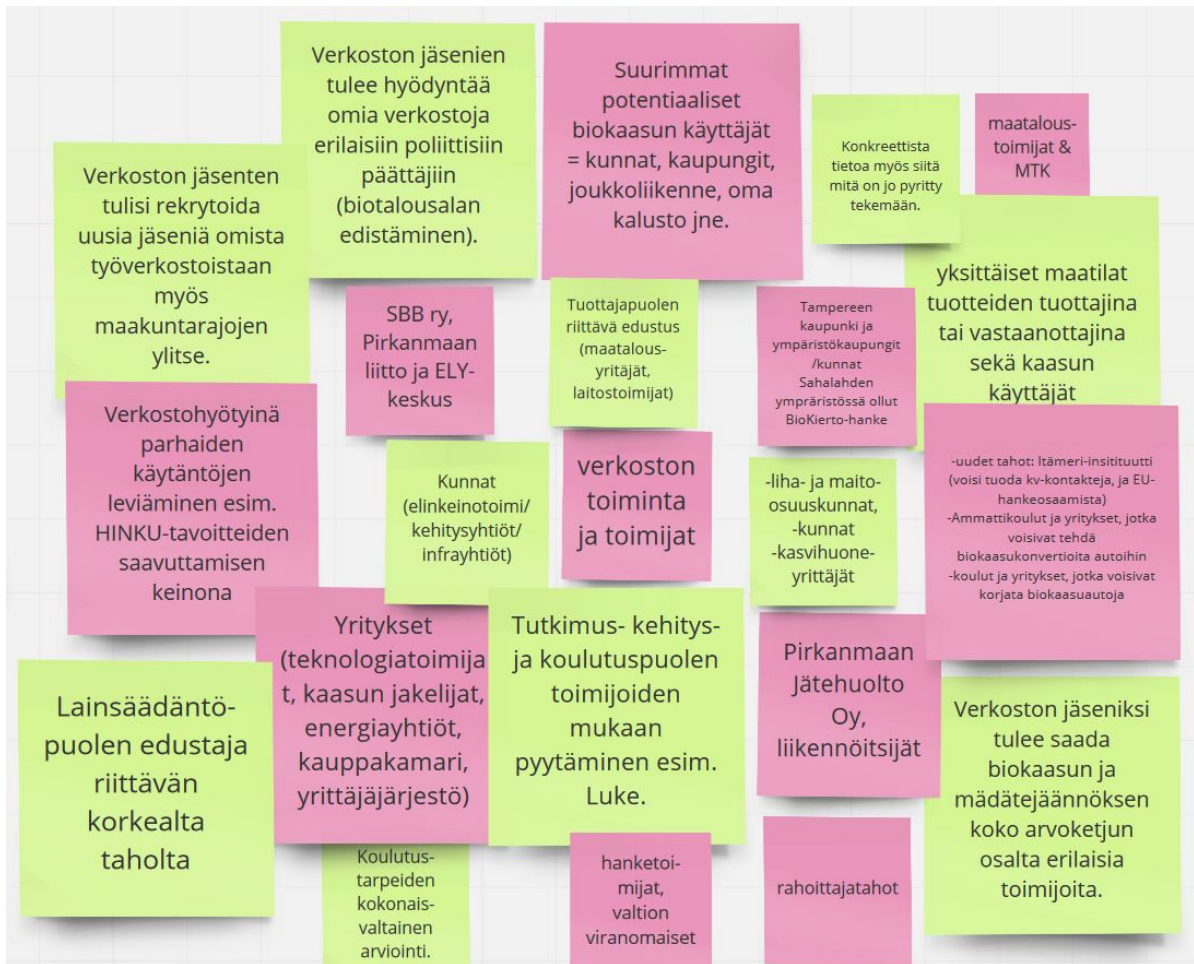 Verkoston jäsenien
tulee hyödyntää
omia verkostoja
erilaisiin poliittisiin
päättäjiin
(biotalousalan
edistäminen).
Suurimmat
potentiaaliset
biokaasun käyttäjät
= kunnat, kaupungit,
joukkoliikenne, oma
kalusto jne.
Konkreettista
tietoa myös siitä
mitä on jo pyritty
tekemään.
maatalous-
toimijat &
MTK
Verkoston jäsenten
tulisi rekrytoida
uusia jäseniä omista
työverkostoistaan
myös
maakuntarajojen
ylitse.
SBB ry,
Pirkanmaan
liitto ja ELY-
keskus
Tuottajapuolen
riittävä edustus
(maatalous-
yritäjät,
laitostoimijat)
Tampereen
kaupunki ja
ympäristökaupungit
/kunnat
Sahalahden
ympräristössä ollut
BioKierto-hanke
yksittäiset maatilat
tuotteiden tuottajina
tai vastaanottajina
sekä kaasun
käyttäjät
Verkostohyötyinä
parhaiden
käytäntöjen
leviäminen esim.
HINKU-tavoitteiden
saavuttamisen
keinona
Kunnat
(elinkeinotoimi/
kehitysyhtiöt/
infrayhtiöt)
verkoston
toiminta
ja toimijat
-liha- ja maito-
osuuskunnat,
-kunnat
-kasvihuone-
yrittäjät
-uudet tahot: Itämeri-insitituutti
(voisi tuoda kv-kontakteja, ja EU-
hankeosaamista)
-Ammattikoulut ja yritykset, jotka
voisivat tehdä
biokaasukonvertioita autoihin
-koulut ja yritykset, jotka voisivat
korjata biokaasuautoja
Lainsäädäntö-
puolen edustaja
riittävän
korkealta
taholta
Yritykset
(teknologiatoimija
t, kaasun jakelijat,
energiayhtiöt,
kauppakamari,
yrittäjäjärjestö)
Tutkimus- kehitys-
ja koulutuspuolen
toimijoiden
mukaan
pyytäminen esim.
Luke.
Pirkanmaan
Jätehuolto
Oy,
liikennöitsijät
Verkoston jäseniksi
tulee saada
biokaasun ja
mädätejäännöksen
koko arvoketjun
osalta erilaisia
toimijoita.
Koulutus-
tarpeiden
kokonais-
valtainen
arviointi.
hanketoi-
mijat,
valtion
viranomaiset
rahoittajatahot